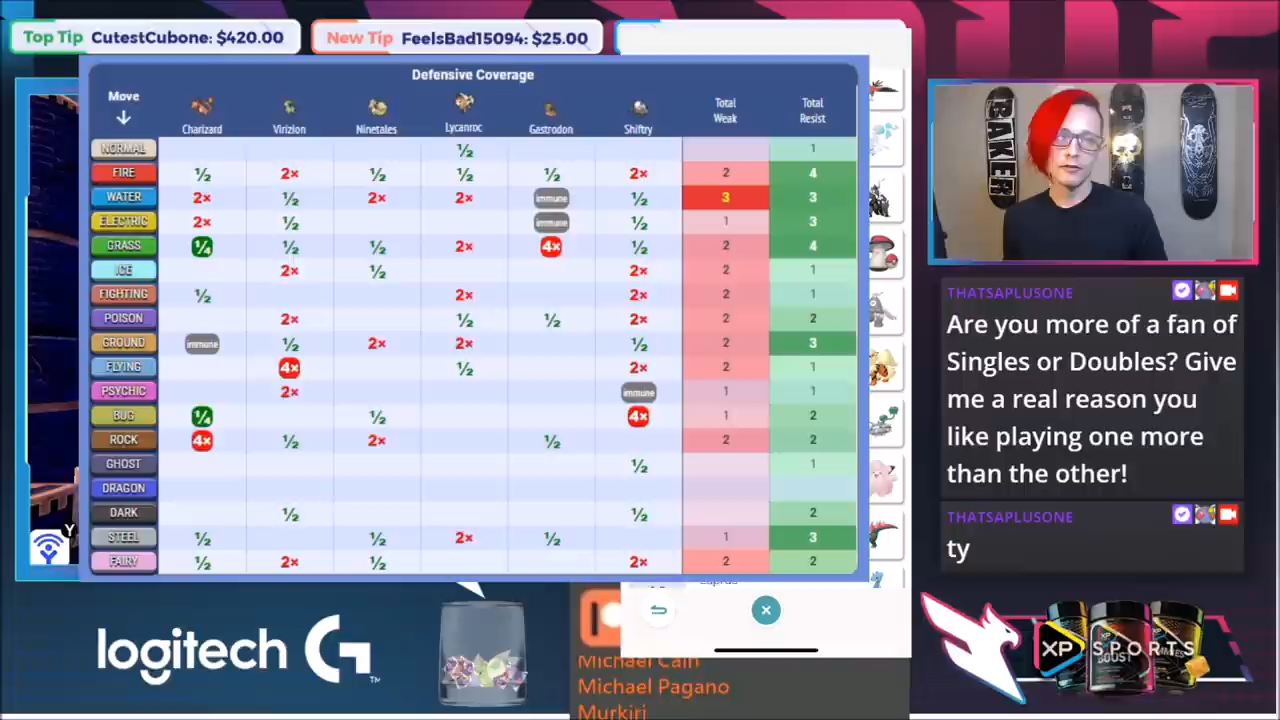 Top Tip CutestCubone: $420.00 New Tip FeelsBad15094: $25.00
Defensive Coverage
Move Charizard Virizion Ninetales Lycanroc Gastrodon Shiftry Total Weak Total Resist
NORMAL ½ 1
FIRE ½ 2× ½ ½ ½ 2× 2 4
WATER 2× ½ 2× 2× immune ½ 3 3
ELECTRIC 2× ½ immune ½ 1 3
GRASS ¼ ½ ½ 2× 4× ½ 2 4
ICE 2× ½ 2× 2 1
FIGHTING ½ 2× 2× 2 1
POISON 2× ½ ½ 2× 2 2
GROUND immune ½ 2× 2× ½ 2 3
FLYING 4× ½ 2× 2 1
PSYCHIC 2× immune 1 1
BUG ¼ ½ 4× 1 2
ROCK 4× ½ 2× ½ 2 2
GHOST ½ 1
DRAGON
DARK ½ ½ 2
STEEL ½ ½ 2× ½ 1 3
FAIRY ½ 2× ½ 2× 2 2
Y
THATSAPLUSONE
Are you more of a fan of
Singles or Doubles? Give
me a real reason you
like playing one more
than the other!
THATSAPLUSONE
ty
logitech G
Michael Cain
Michael Pagano
Murkiri
XP SPORTS
BOOST
BAKER